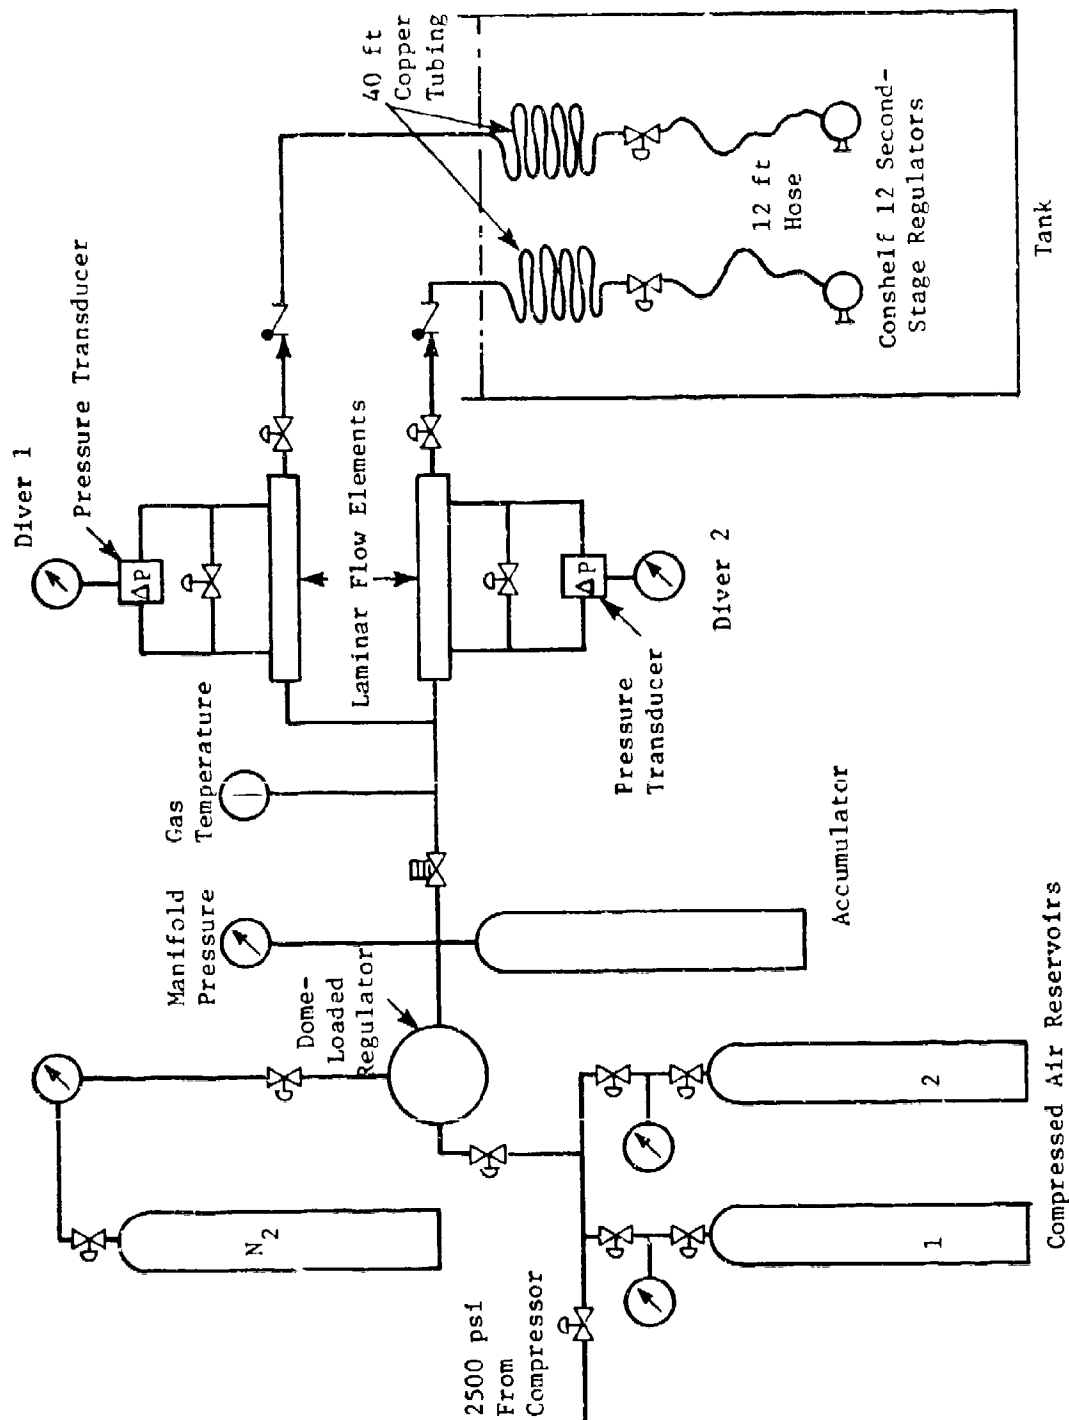 Diver 1
Pressure Transducer
ΔP
40 ft
Copper
Tubing
12 ft
Hose
Conshelf 12 Second-
Stage Regulators
Tank
Laminar Flow Elements
ΔP
Diver 2
Pressure
Transducer
Gas
Temperature
Manifold
Pressure
Dome-
Loaded
Regulator
Accumulator
N2
2500 psi
From
Compressor
1
2
Compressed Air Reservoirs